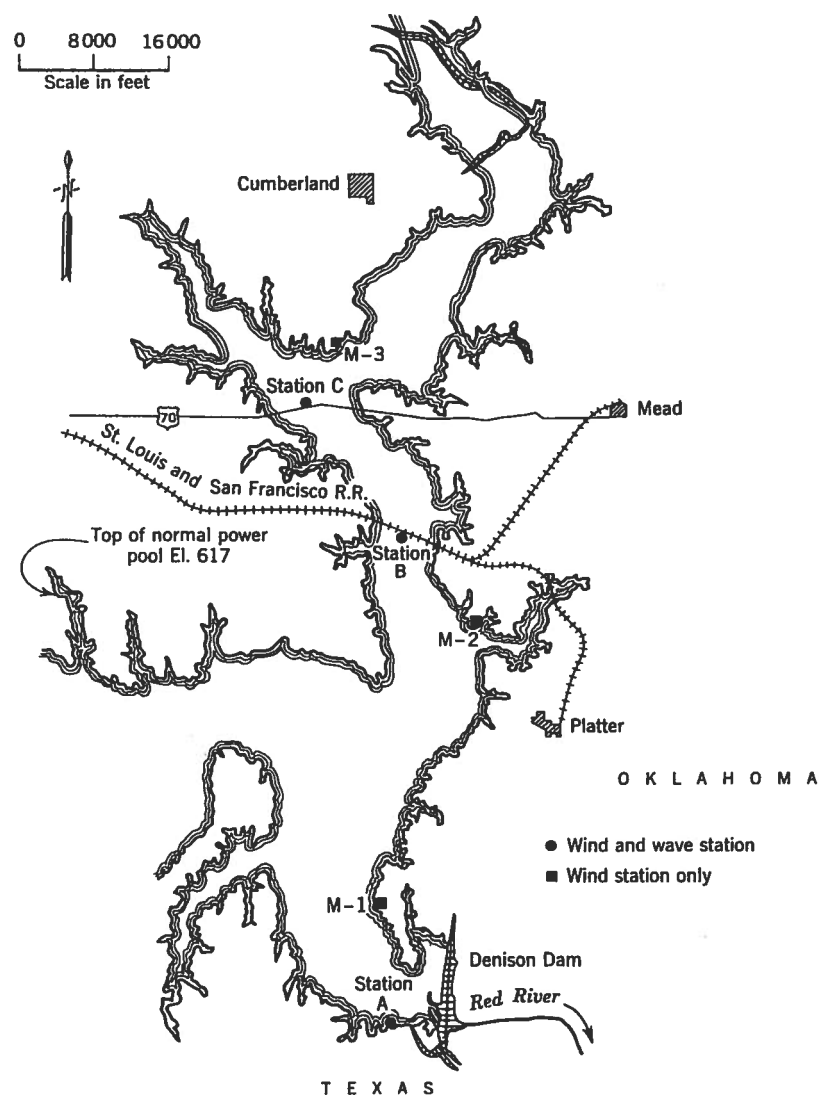 0 8000 16000
Scale in feet
N
Cumberland
M-3
Station C
70
Mead
St. Louis and San Francisco R.R.
Top of normal power
pool El. 617
Station
B
M-2
Platter
OKLAHOMA
Wind and wave station
Wind station only
M-1
Denison Dam
Station
A
Red River
TEXAS